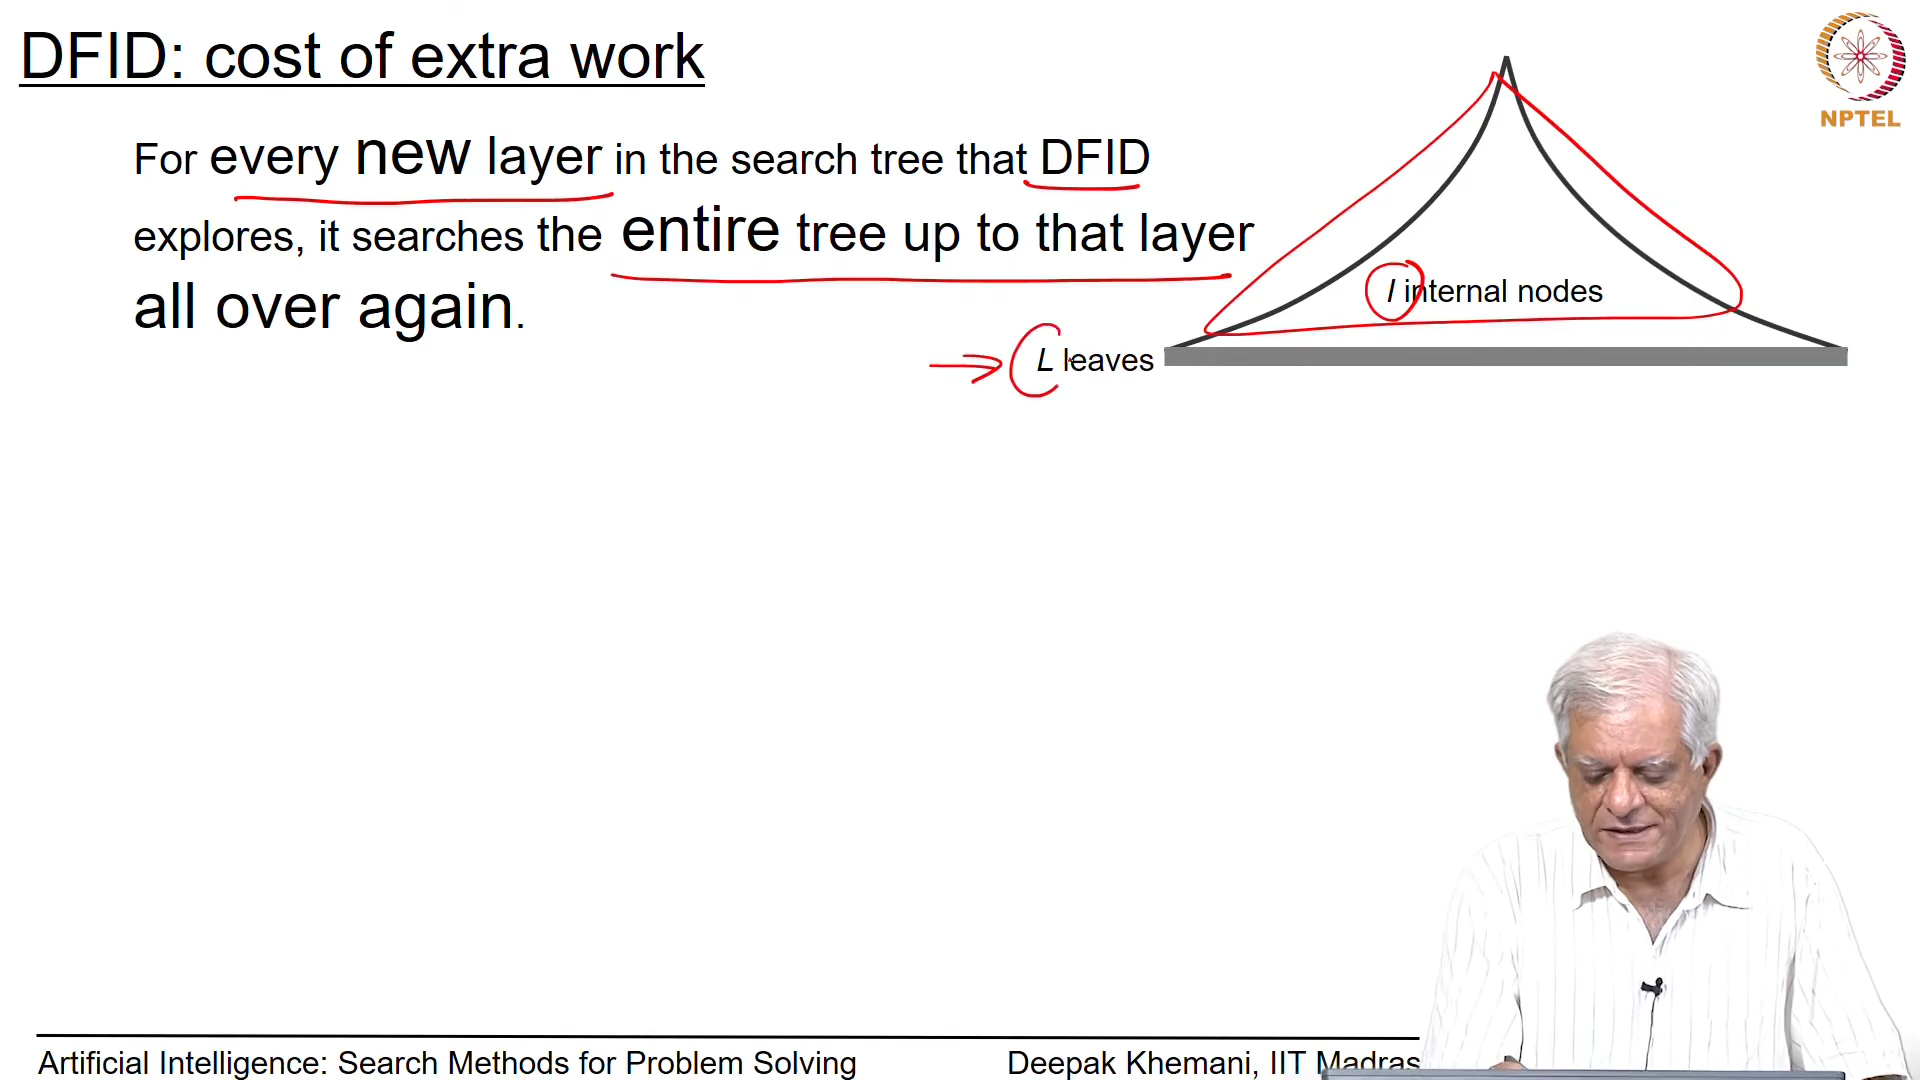 DFID: cost of extra work
NPTEL
For every new layer in the search tree that DFID
explores, it searches the entire tree up to that layer
all over again.
I internal nodes
L leaves
Artificial Intelligence: Search Methods for Problem Solving
Deepak Khemani, IIT Madras